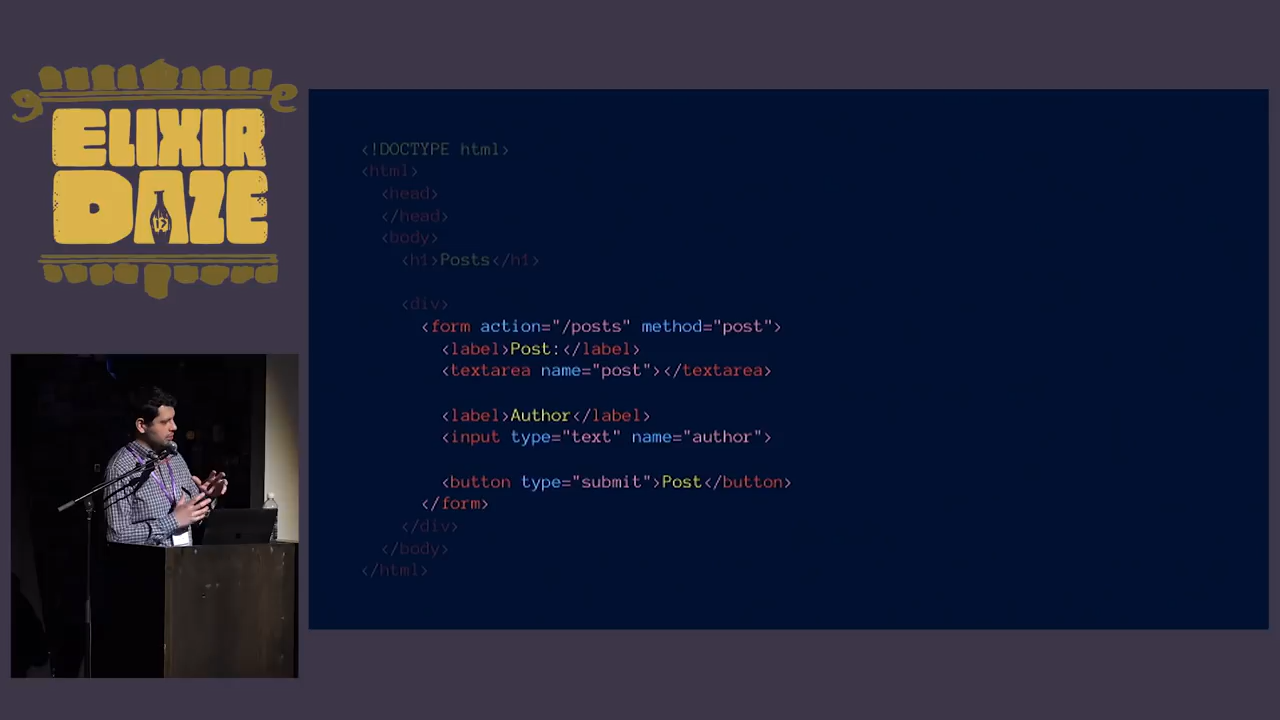 ELIXIR
DAZE
<!DOCTYPE html>
<html>
<head>
</head>
<body>
<h1>Posts</h1>
<div>
<form action="/posts" method="post">
<label>Post:</label>
<textarea name="post"></textarea>
<label>Author</label>
<input type="text" name="author">
<button type="submit">Post</button>
</form>
</div>
</body>
</html>